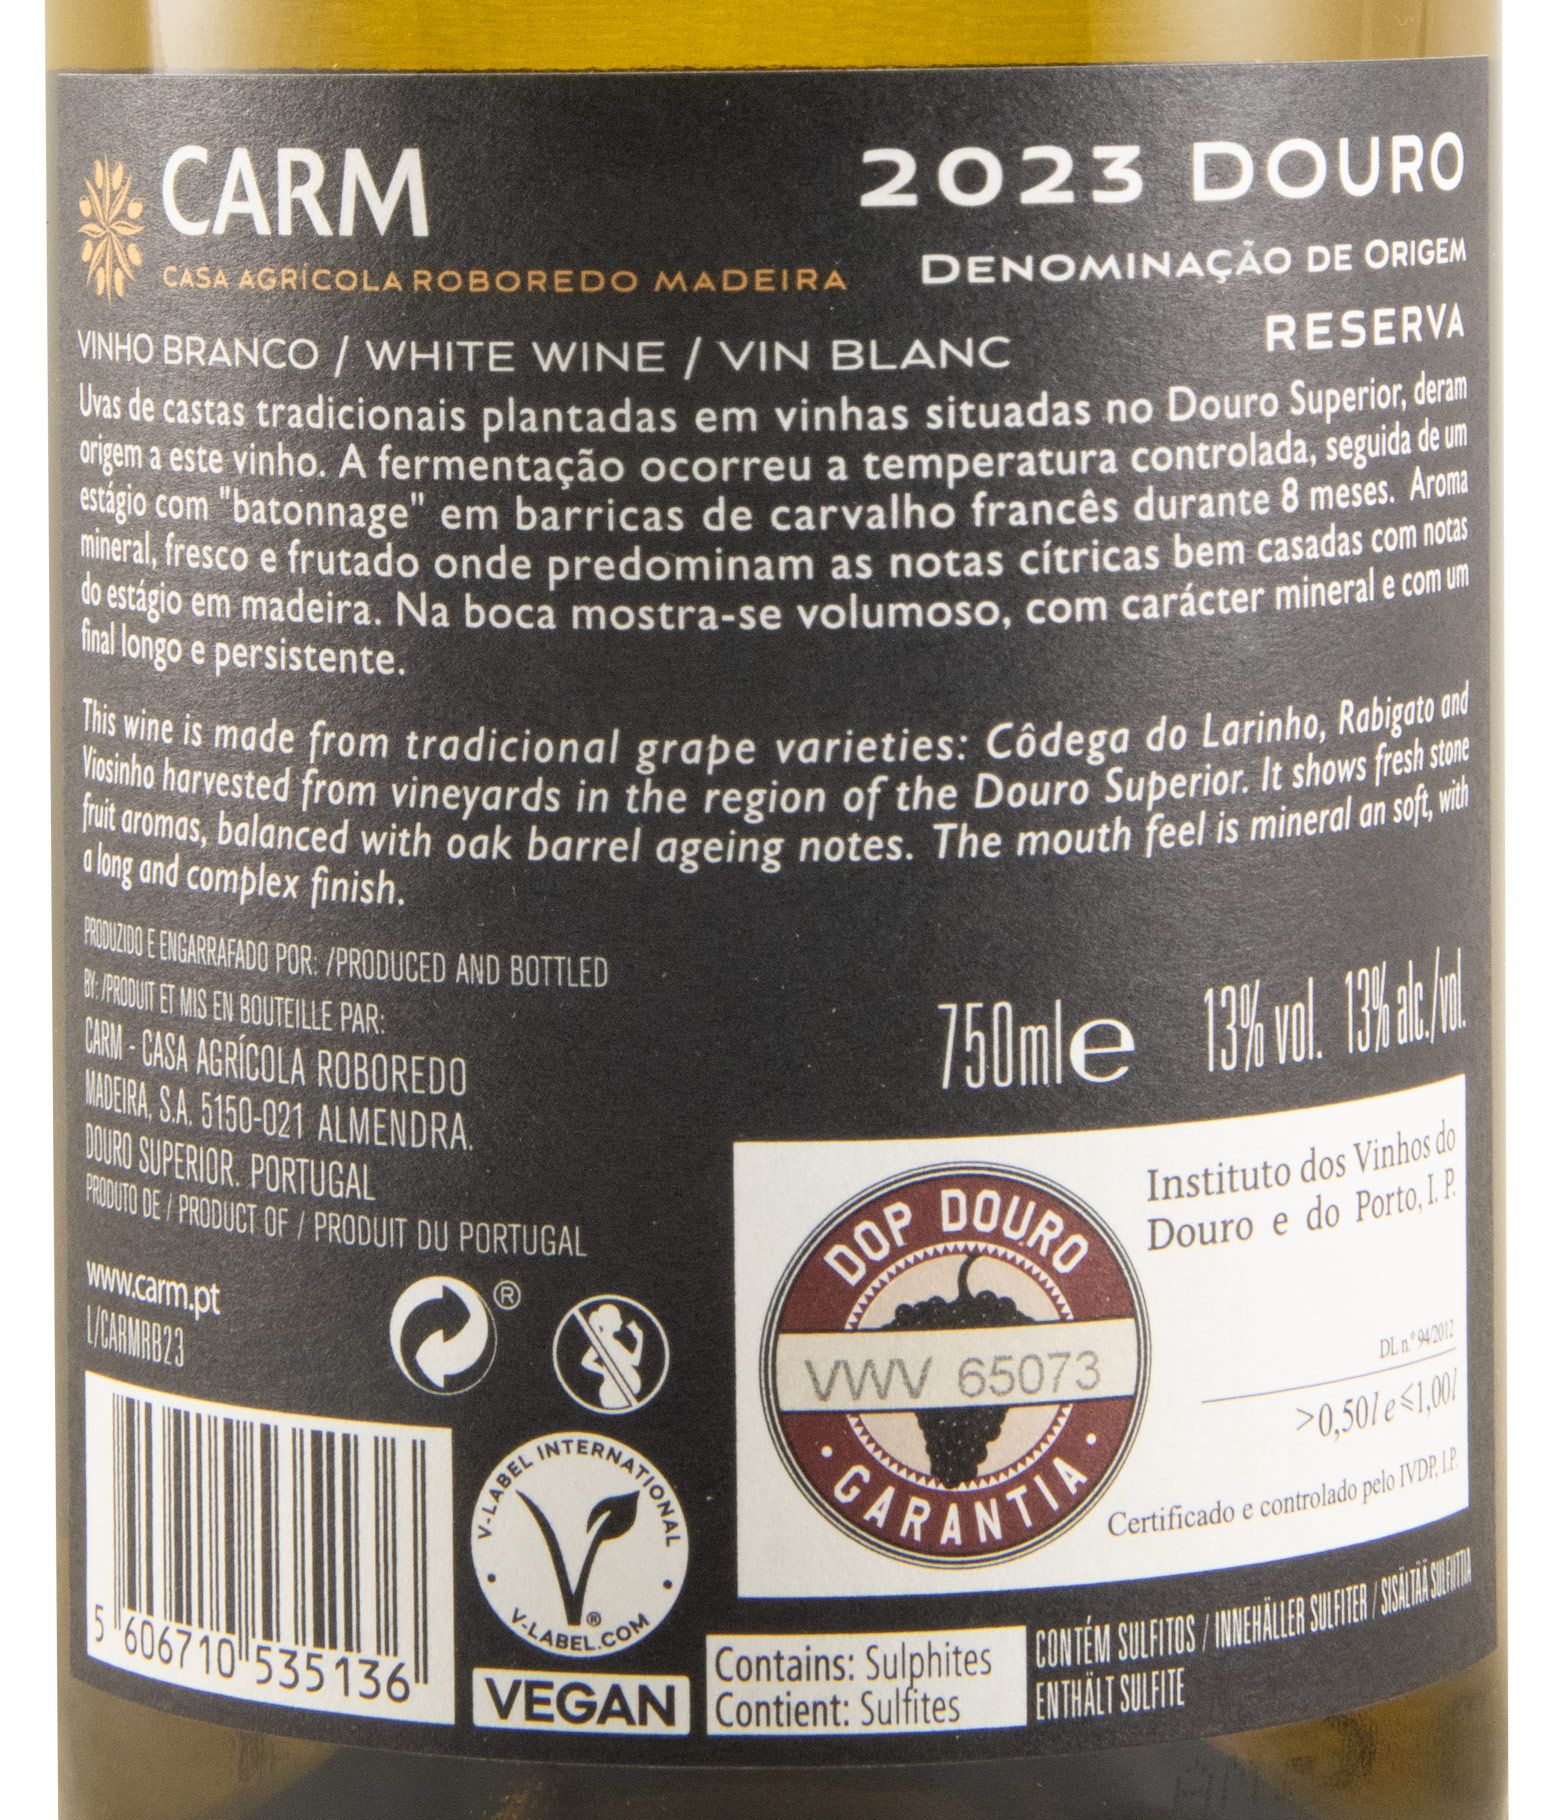 CARM
CASA AGRÍCOLA ROBOREDO MADEIRA
2023 DOURO
DENOMINAÇÃO DE ORIGEM
RESERVA
VINHO BRANCO / WHITE WINE / VIN BLANC
Uvas de castas tradicionais plantadas em vinhas situadas no Douro Superior, deram
origem a este vinho. A fermentação ocorreu a temperatura controlada, seguida de um
estágio com "batonnage" em barricas de carvalho francês durante 8 meses. Aroma
mineral, fresco e frutado onde predominam as notas cítricas bem casadas com notas
do estágio em madeira. Na boca mostra-se volumoso, com carácter mineral e com um
final longo e persistente.
This wine is made from tradicional grape varieties: Côdega do Larinho, Rabigato and
Viosinho harvested from vineyards in the region of the Douro Superior. It shows fresh stone
fruit aromas, balanced with oak barrel ageing notes. The mouth feel is mineral an soft, with
a long and complex finish.
PRODUZIDO E ENGARRAFADO POR: /PRODUCED AND BOTTLED
BY: /PRODUIT ET MIS EN BOUTEILLE PAR:
CARM - CASA AGRÍCOLA ROBOREDO
MADEIRA, S.A. 5150-021 ALMENDRA.
DOURO SUPERIOR. PORTUGAL
PRODUTO DE / PRODUCT OF / PRODUIT DU PORTUGAL
www.carm.pt
L/CARMRB23
750ml e 13% vol. 13% alc./vol.
®
DOP DOURO
VWV 65073
• GARANTIA •
Instituto dos Vinhos do
Douro e do Porto, I. P.
DL n.º 94/2012
>0,50l e ≤1,00l
Certificado e controlado pelo IVDP, I.P.
5 606710 535136
V-LABEL INTERNATIONAL
®
• V-LABEL.COM •
VEGAN
Contains: Sulphites
Contient: Sulfites
CONTÉM SULFITOS / INNEHÄLLER SULFITER / SISÄLTÄÄ SULFIITTIA
ENTHÄLT SULFITE